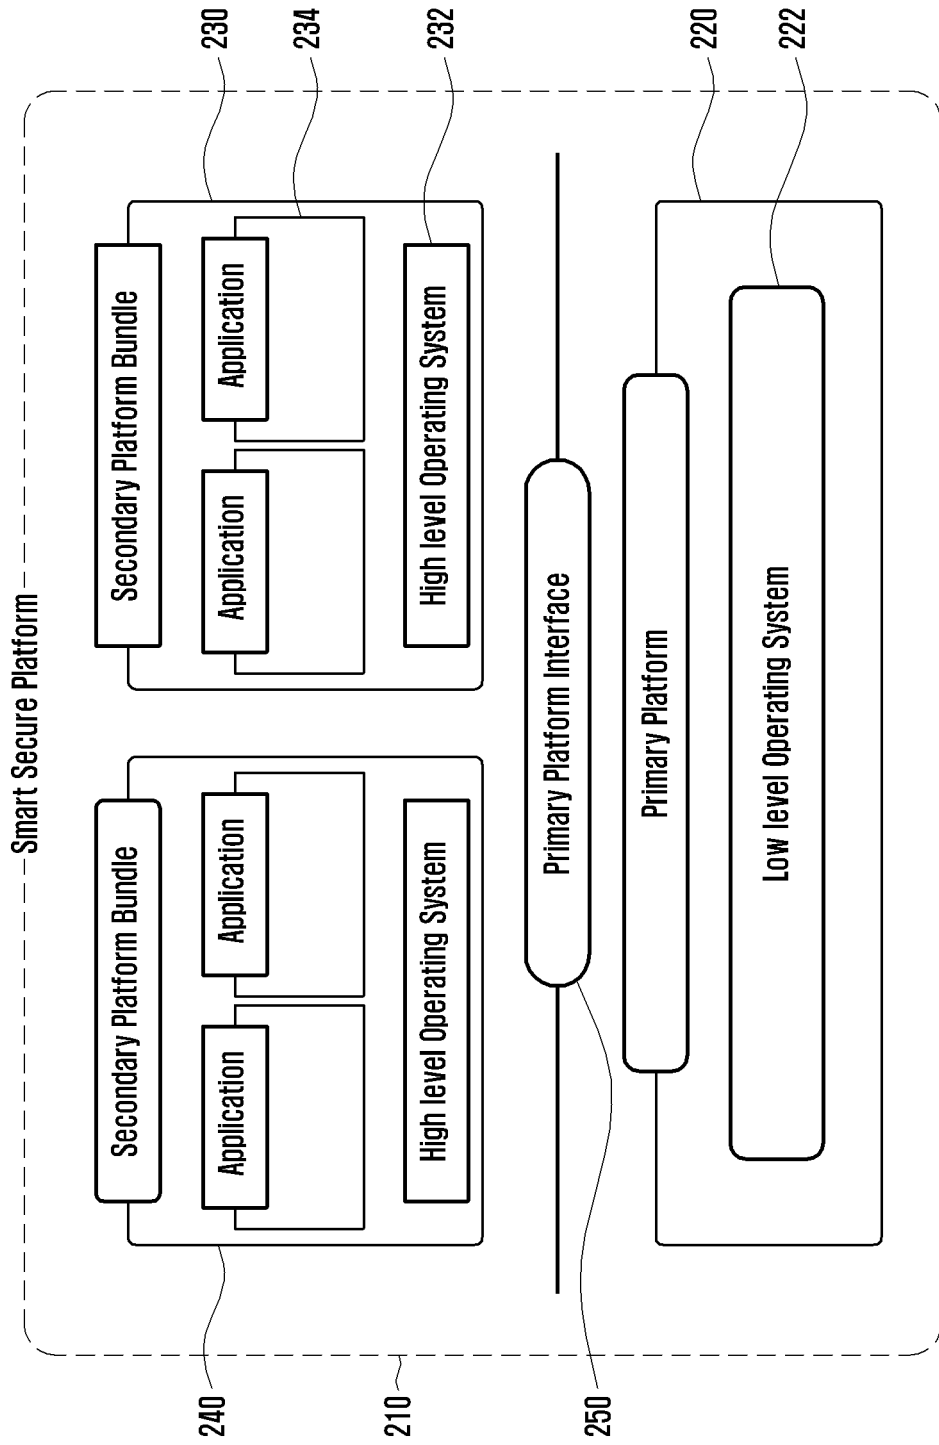 Smart Secure Platform
240
Secondary Platform Bundle
Secondary Platform Bundle
230
Application
Application
Application
Application
234
210
High level Operating System
High level Operating System
232
250
Primary Platform Interface
Primary Platform
220
Low level Operating System
222